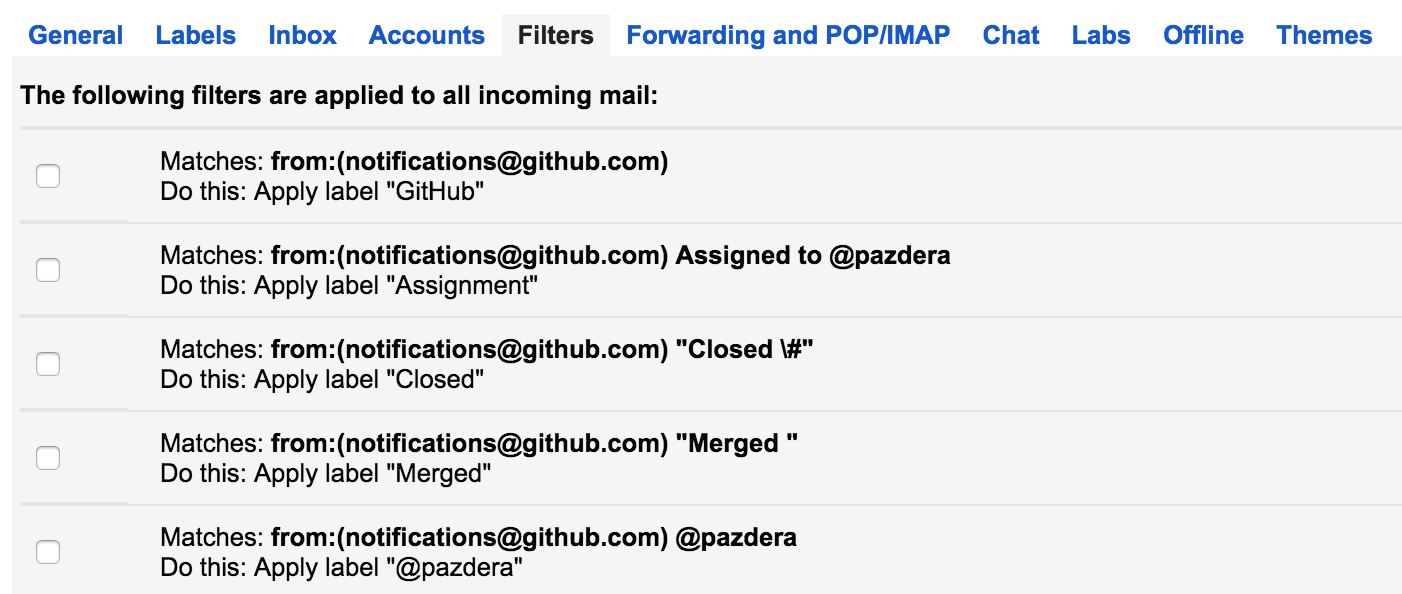 General Labels Inbox Accounts Filters Forwarding and POP/IMAP Chat Labs Offline Themes
The following filters are applied to all incoming mail:
Matches: from:(notifications@github.com)
Do this: Apply label "GitHub"
Matches: from:(notifications@github.com) Assigned to @pazdera
Do this: Apply label "Assignment"
Matches: from:(notifications@github.com) "Closed \#"
Do this: Apply label "Closed"
Matches: from:(notifications@github.com) "Merged "
Do this: Apply label "Merged"
Matches: from:(notifications@github.com) @pazdera
Do this: Apply label "@pazdera"